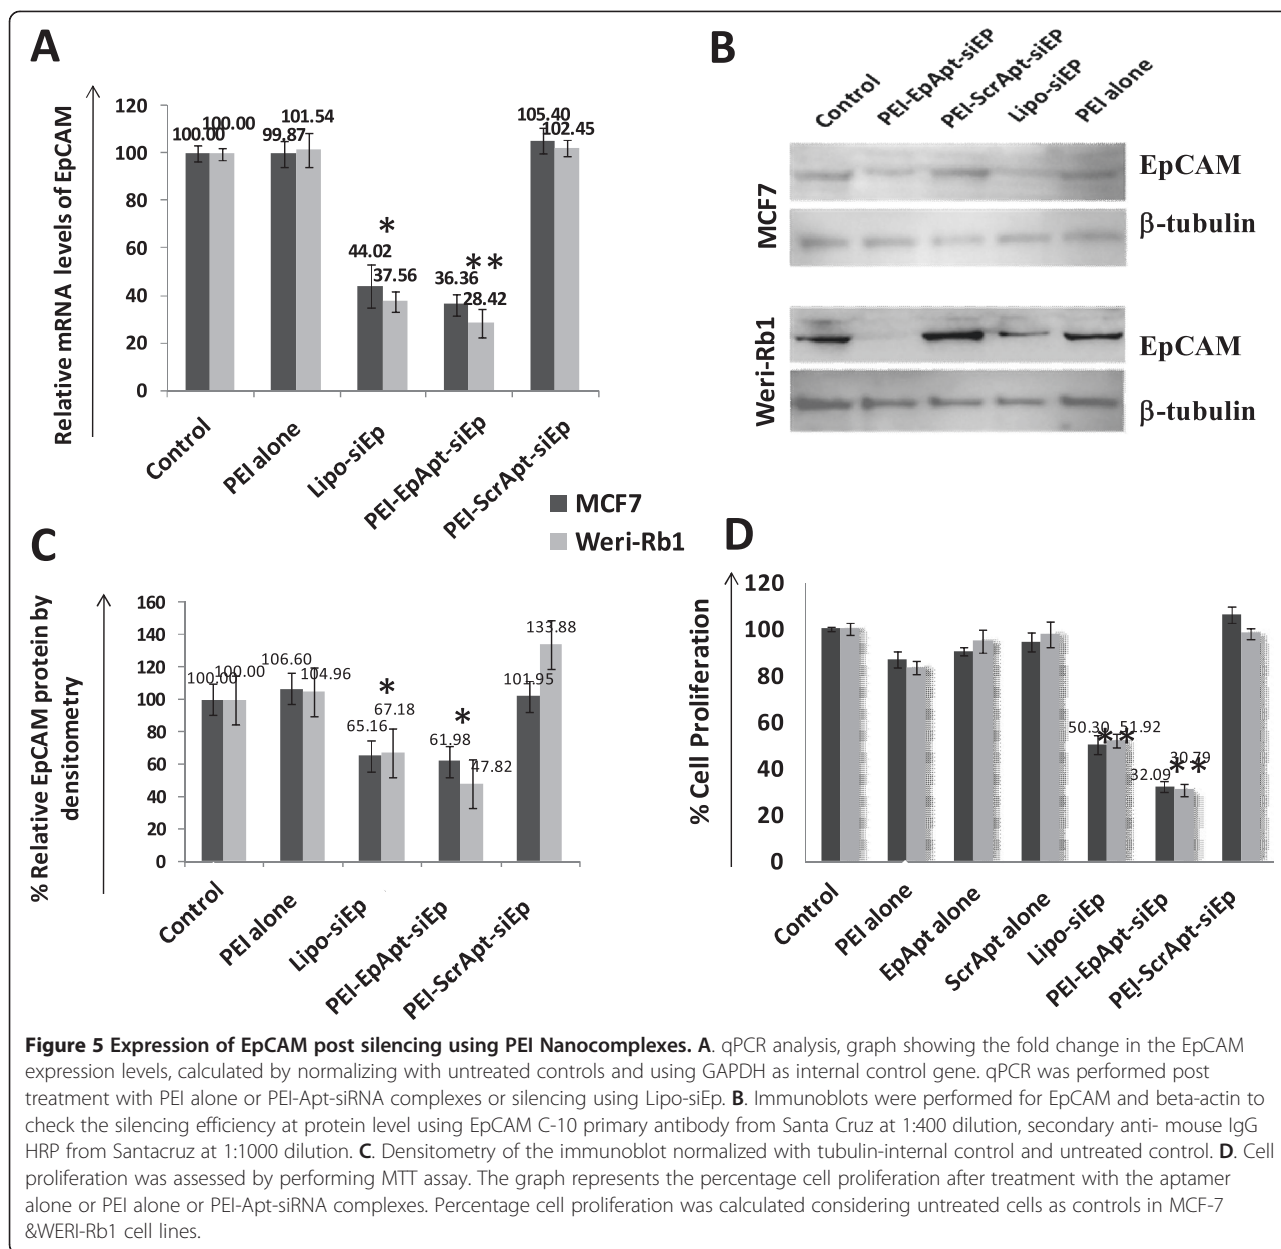 A
Relative mRNA levels of EpCAM
120
100
80
60
40
20
0
100.00
100.00
99.87
101.54
*
44.02
37.56
* *
36.36
28.42
105.40
102.45
Control
PEI alone
Lipo-siEp
PEI-EpApt-siEp
PEI-ScrApt-siEp
B
Control
PEI-EpApt-siEP
PEI-ScrApt-siEP
Lipo-siEP
PEI alone
MCF7
EpCAM
β-tubulin
Weri-Rb1
EpCAM
β-tubulin
MCF7
Weri-Rb1
C
% Relative EpCAM protein by
densitometry
160
140
120
100
80
60
40
20
0
100.00
100.00
106.60
104.96
*
65.16
67.18
*
61.98
47.82
101.95
133.88
Control
PEI alone
Lipo-siEp
PEI-EpApt-siEp
PEI-ScrApt-siEp
D
% Cell Proliferation
120
100
80
60
40
20
0
50.30
51.92
* *
32.09
30.79
* *
Control
PEI alone
EpApt alone
ScrApt alone
Lipo-siEp
PEI-EpApt-siEp
PEI-ScrApt-siEp
Figure 5 Expression of EpCAM post silencing using PEI Nanocomplexes. A. qPCR analysis, graph showing the fold change in the EpCAM
expression levels, calculated by normalizing with untreated controls and using GAPDH as internal control gene. qPCR was performed post
treatment with PEI alone or PEI-Apt-siRNA complexes or silencing using Lipo-siEp. B. Immunoblots were performed for EpCAM and beta-actin to
check the silencing efficiency at protein level using EpCAM C-10 primary antibody from Santa Cruz at 1:400 dilution, secondary anti- mouse IgG
HRP from Santacruz at 1:1000 dilution. C. Densitometry of the immunoblot normalized with tubulin-internal control and untreated control. D. Cell
proliferation was assessed by performing MTT assay. The graph represents the percentage cell proliferation after treatment with the aptamer
alone or PEI alone or PEI-Apt-siRNA complexes. Percentage cell proliferation was calculated considering untreated cells as controls in MCF-7
&WERI-Rb1 cell lines.